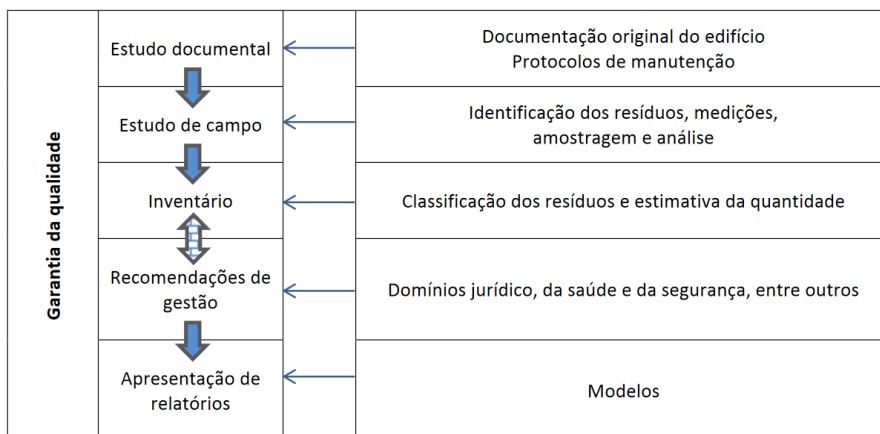 Garantia da qualidade
Estudo documental
Documentação original do edifício
Protocolos de manutenção
Estudo de campo
Identificação dos resíduos, medições,
amostragem e análise
Inventário
Classificação dos resíduos e estimativa da quantidade
Recomendações de
gestão
Domínios jurídico, da saúde e da segurança, entre outros
Apresentação de
relatórios
Modelos